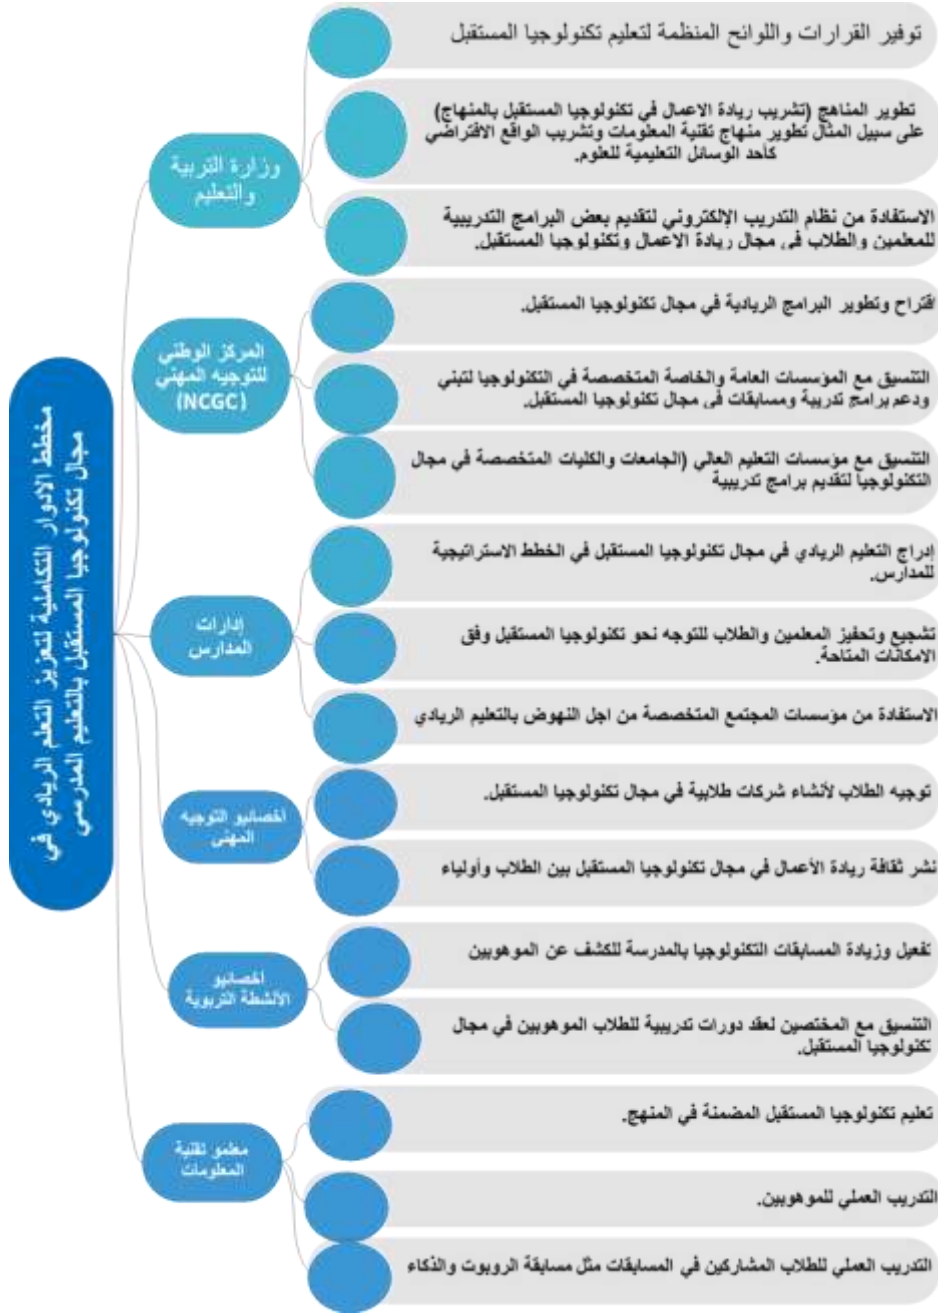 مخطط الادوار التكاملية لتعزيز التعلم الريادي في
مجال تكنولوجيا المستقبل بالتعليم المدرسي
وزارة التربية
والتعليم
توفير القرارات واللوائح المنظمة لتعليم تكنولوجيا المستقبل
تطوير المناهج (تشريب ريادة الاعمال في تكنولوجيا المستقبل بالمنهاج)
على سبيل المثال تطوير منهاج تقنية المعلومات وتشريب الواقع الافتراضي
كأحد الوسائل التعليمية للعلوم.
الاستفادة من نظام التدريب الإلكتروني لتقديم بعض البرامج التدريبية
للمعلمين والطلاب في مجال ريادة الاعمال وتكنولوجيا المستقبل.
المركز الوطني
للتوجيه المهني
(NCGC)
اقتراح وتطوير البرامج الريادية في مجال تكنولوجيا المستقبل.
التنسيق مع المؤسسات العامة والخاصة المتخصصة في التكنولوجيا لتبني
ودعم برامج تدريبة ومسابقات في مجال تكنولوجيا المستقبل.
التنسيق مع مؤسسات التعليم العالي (الجامعات والكليات المتخصصة في مجال
التكنولوجيا لتقديم برامج تدريبية
إدارات
المدارس
إدراج التعليم الريادي في مجال تكنولوجيا المستقبل في الخطط الاستراتيجية
للمدارس.
تشجيع وتحفيز المعلمين والطلاب للتوجه نحو تكنولوجيا المستقبل وفق
الامكانات المتاحة.
الاستفادة من مؤسسات المجتمع المتخصصة من اجل النهوض بالتعليم الريادي
أخصائيو التوجيه
المهني
توجيه الطلاب لأنشاء شركات طلابية في مجال تكنولوجيا المستقبل.
نشر ثقافة ريادة الأعمال في مجال تكنولوجيا المستقبل بين الطلاب وأولياء
أخصائيو
الأنشطة التربوية
تفعيل وزيادة المسابقات التكنولوجيا بالمدرسة للكشف عن الموهوبين
التنسيق مع المختصين لعقد دورات تدريبية للطلاب الموهوبين في مجال
تكنولوجيا المستقبل.
معلمو تقنية
المعلومات
تعليم تكنولوجيا المستقبل المضمنة في المنهج.
التدريب العملي للموهوبين.
التدريب العملي للطلاب المشاركين في المسابقات مثل مسابقة الروبوت والذكاء